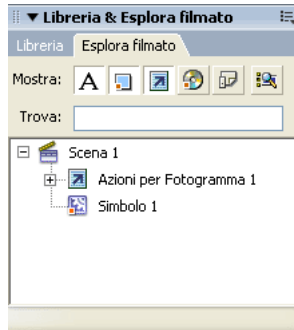 Libreria & Esplora filmato
Libreria Esplora filmato
Mostra: A
Trova:
Scena 1
Azioni per Fotogramma 1
Simbolo 1